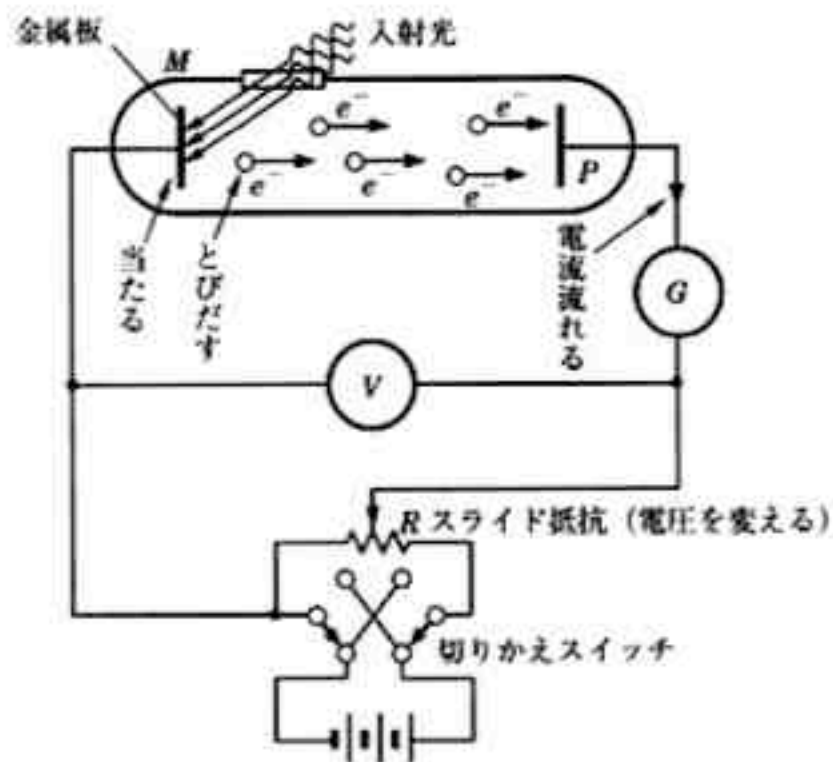 金属板
M
入射光
e⁻
e⁻
e⁻
e⁻
e⁻
P
当たる
とびだす
電流流れる
G
V
R スライド抵抗（電圧を変える）
切りかえスイッチ